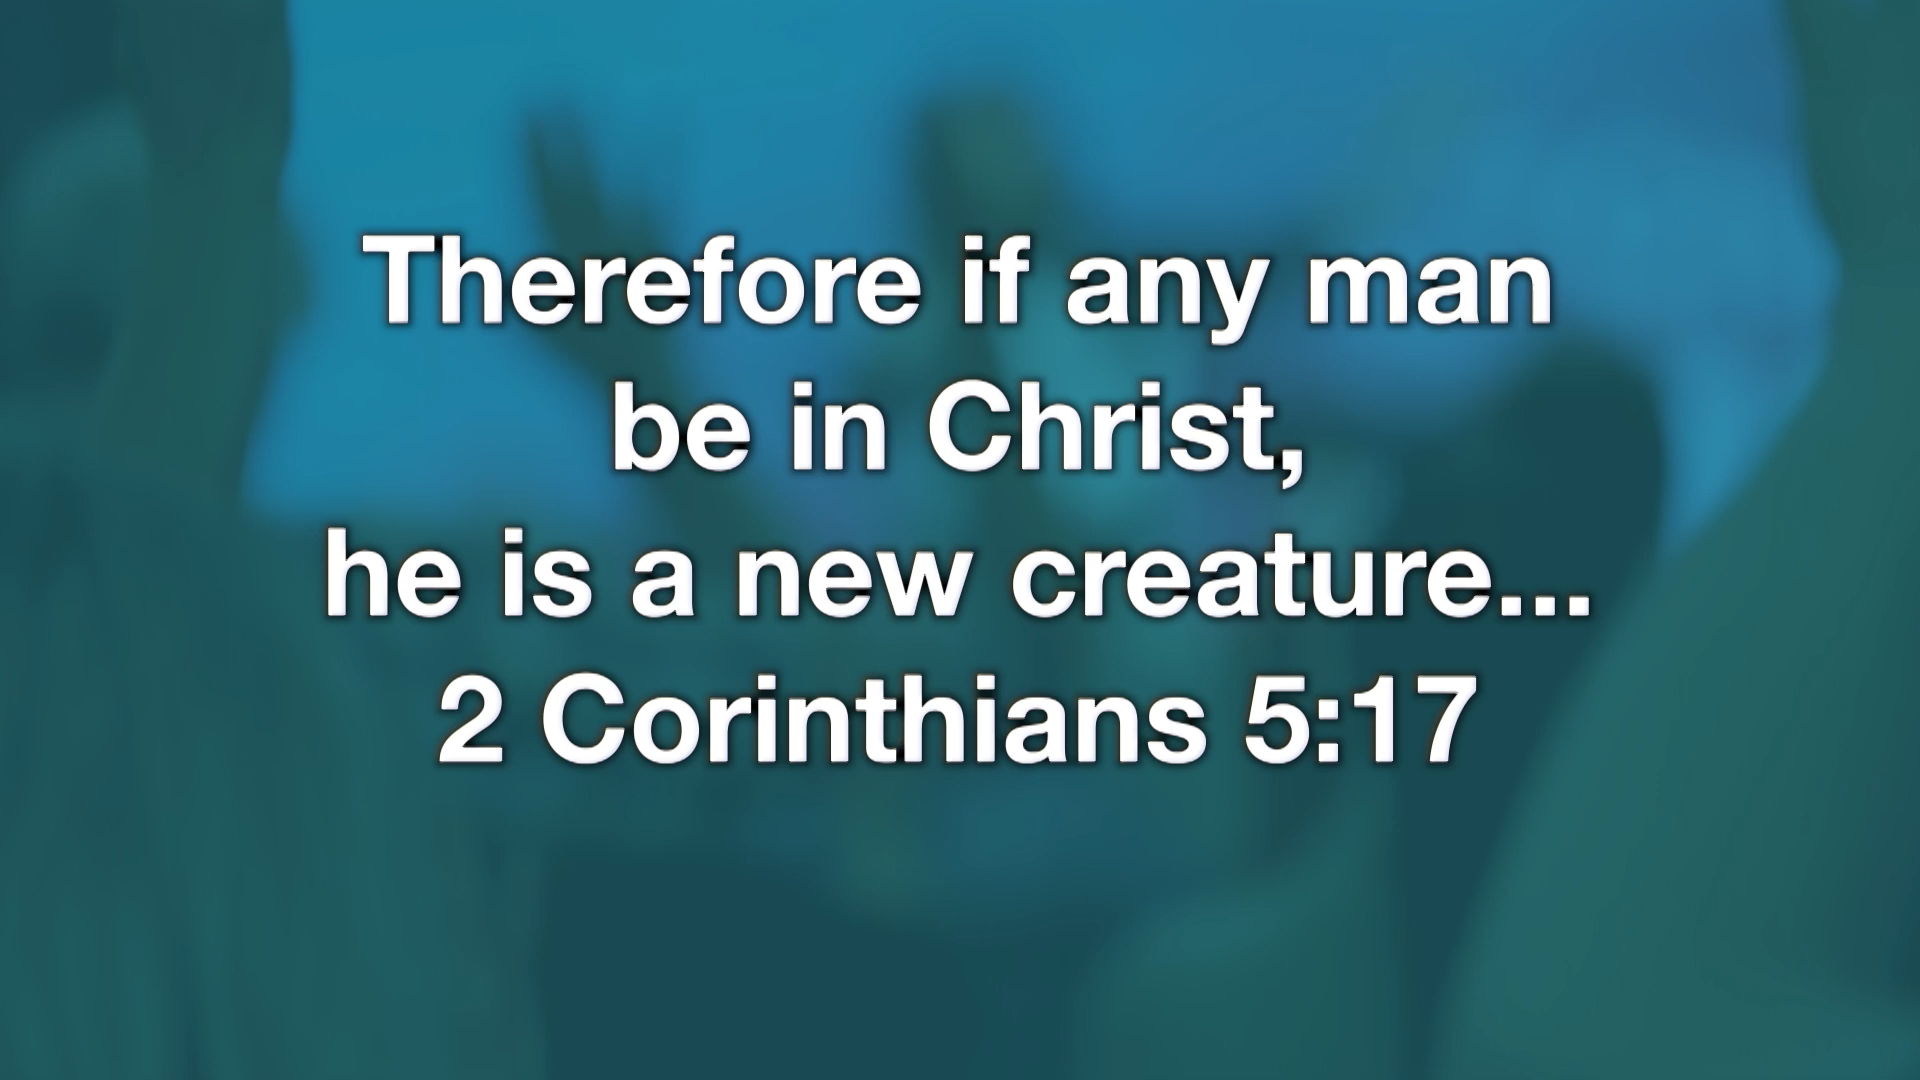 Therefore if any man
be in Christ,
he is a new creature...
2 Corinthians 5:17